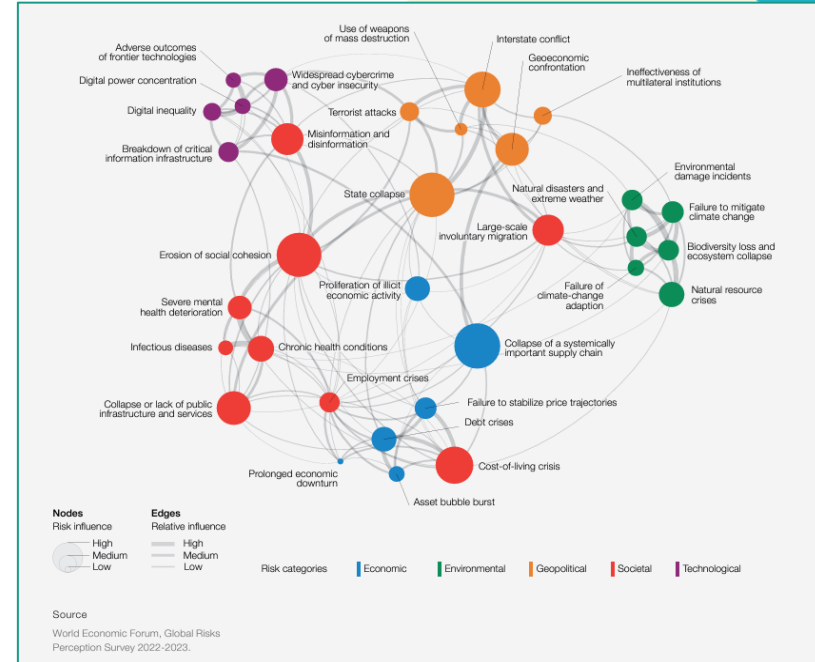 Use of weapons
of mass destruction
Interstate conflict
Adverse outcomes
of frontier technologies
Geoeconomic
confrontation
Digital power concentration
Widespread cybercrime
and cyber insecurity
Ineffectiveness of
multilateral institutions
Digital inequality
Terrorist attacks
Misinformation and
disinformation
Breakdown of critical
information infrastructure
Environmental
damage incidents
State collapse
Natural disasters and
extreme weather
Failure to mitigate
climate change
Large-scale
involuntary migration
Erosion of social cohesion
Biodiversity loss and
ecosystem collapse
Proliferation of illicit
economic activity
Failure of
climate-change
adaption
Natural resource
crises
Severe mental
health deterioration
Infectious diseases
Chronic health conditions
Collapse of a systemically
important supply chain
Employment crises
Collapse or lack of public
infrastructure and services
Failure to stabilize price trajectories
Debt crises
Cost-of-living crisis
Prolonged economic
downturn
Asset bubble burst
Nodes
Risk influence
High
Medium
Low
Edges
Relative influence
High
Medium
Low
Risk categories
Economic
Environmental
Geopolitical
Societal
Technological
Source
World Economic Forum, Global Risks
Perception Survey 2022-2023.